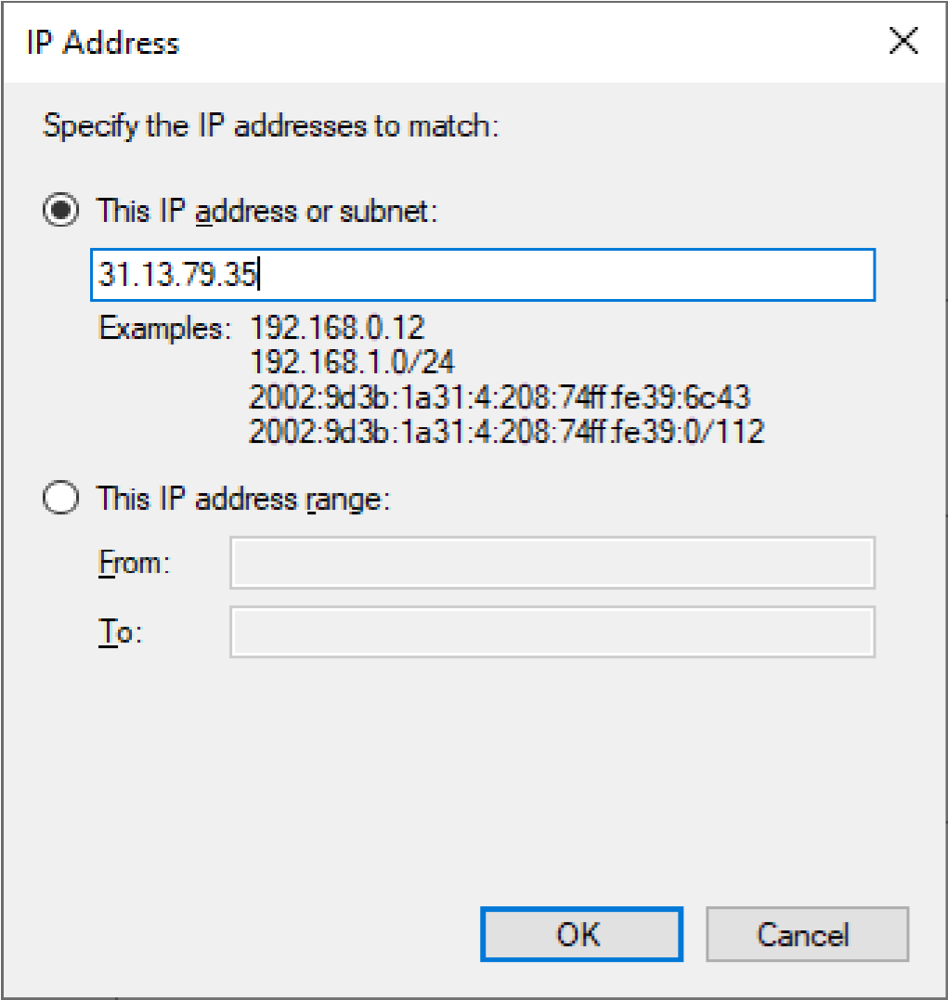 IP Address
Specify the IP addresses to match:
This IP address or subnet:
31.13.79.35
Examples: 192.168.0.12
192.168.1.0/24
2002:9d3b:1a31:4:208:74ff:fe39:6c43
2002:9d3b:1a31:4:208:74ff:fe39:0/112
This IP address range:
From:
To:
OK Cancel